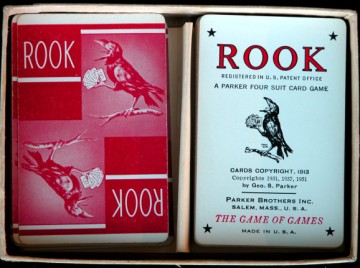 ROOK
ROOK
ROOK
REGISTERED IN U.S. PATENT OFFICE
A PARKER FOUR SUIT CARD GAME
CARDS COPYRIGHT, 1913
Copyrights 1931, 1937, 1951
by Geo. S. Parker
PARKER BROTHERS INC.
SALEM, MASS., U. S. A.
THE GAME OF GAMES
MADE IN U. S. A.